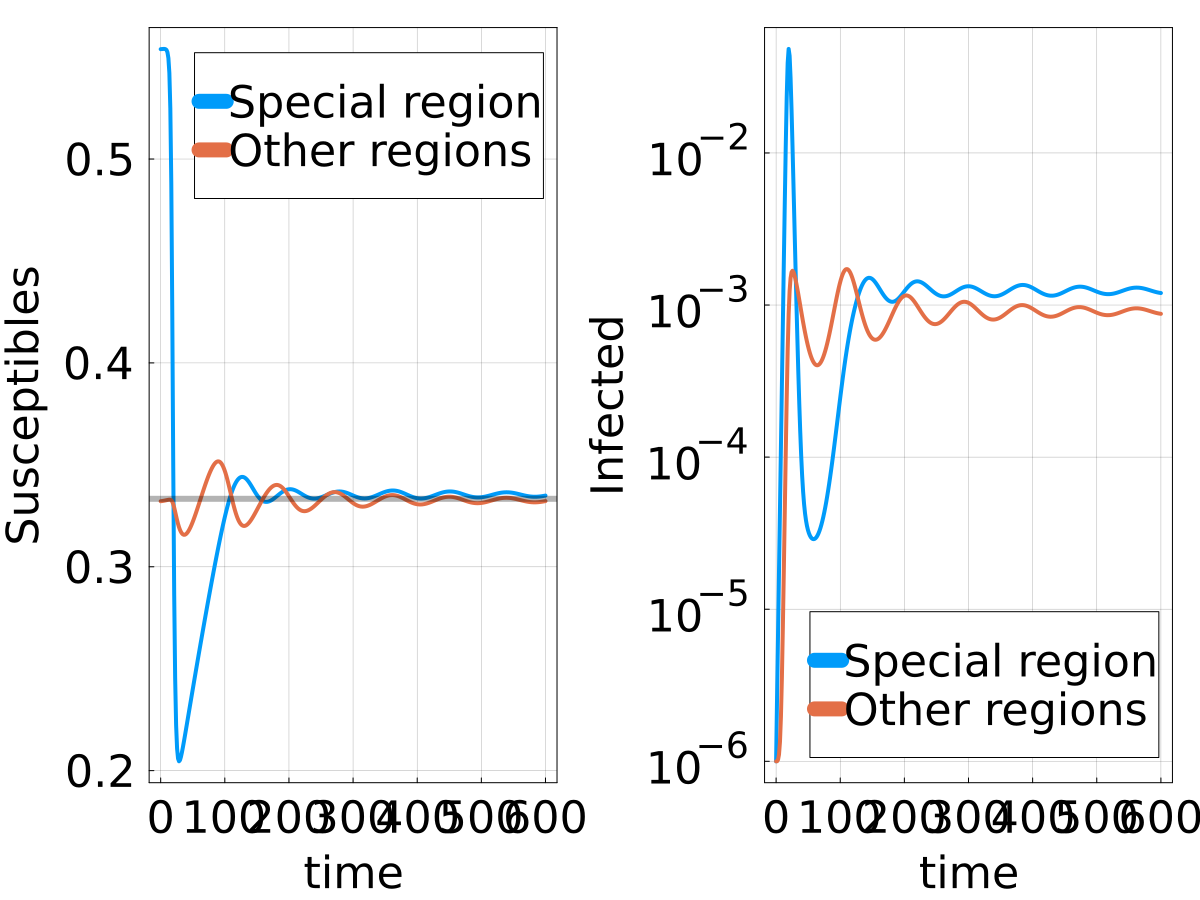 Susceptibles
0.5
0.4
0.3
0.2
Special region
Other regions
0 100 200 300 400 500 600
time
Infected
10−2
10−3
10−4
10−5
10−6
Special region
Other regions
0 100 200 300 400 500 600
time